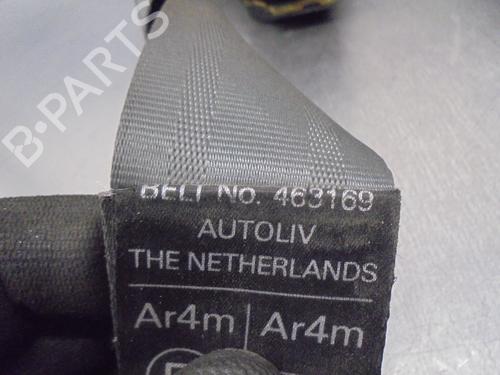 B-PARTS
BELT No. 463169
AUTOLIV
THE NETHERLANDS
Ar4m Ar4m